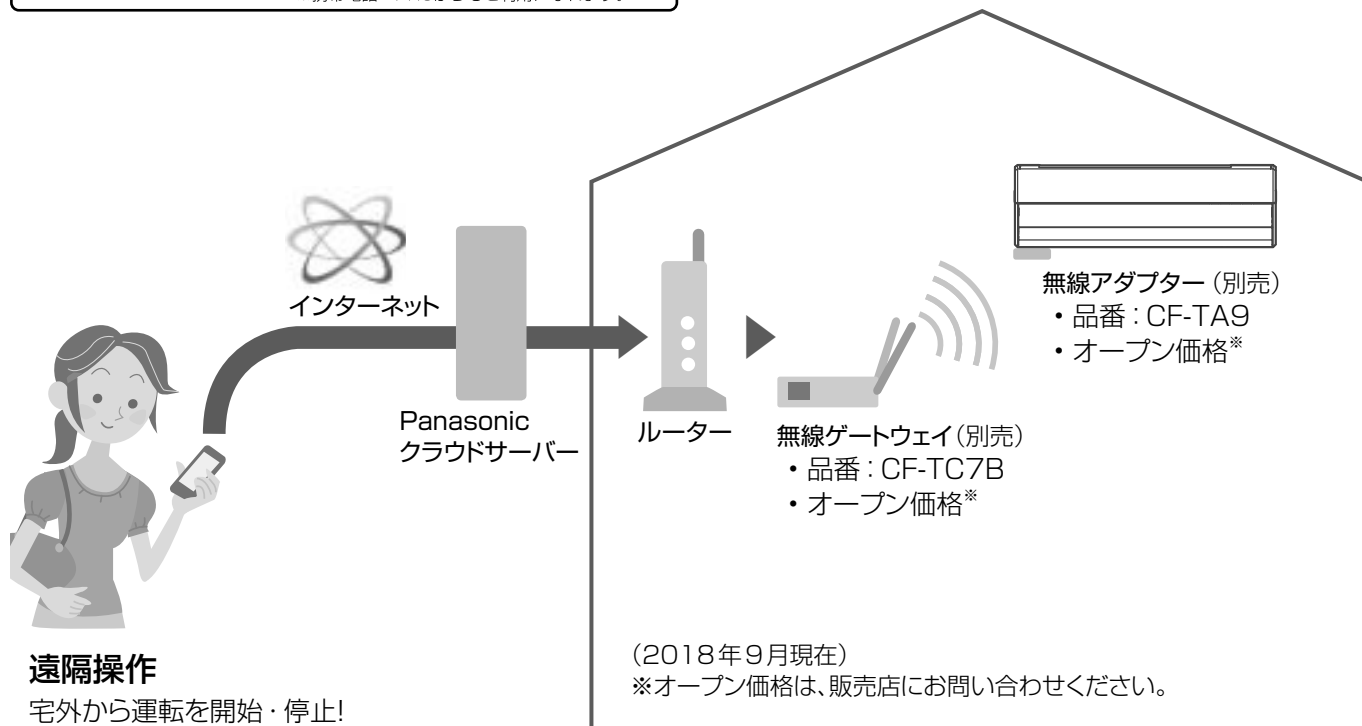 インターネット
Panasonic
クラウドサーバー
ルーター
無線ゲートウェイ(別売)
・品番：CF-TC7B
・オープン価格※
無線アダプター(別売)
・品番：CF-TA9
・オープン価格※
遠隔操作
宅外から運転を開始・停止!
(2018年9月現在)
※オープン価格は、販売店にお問い合わせください。